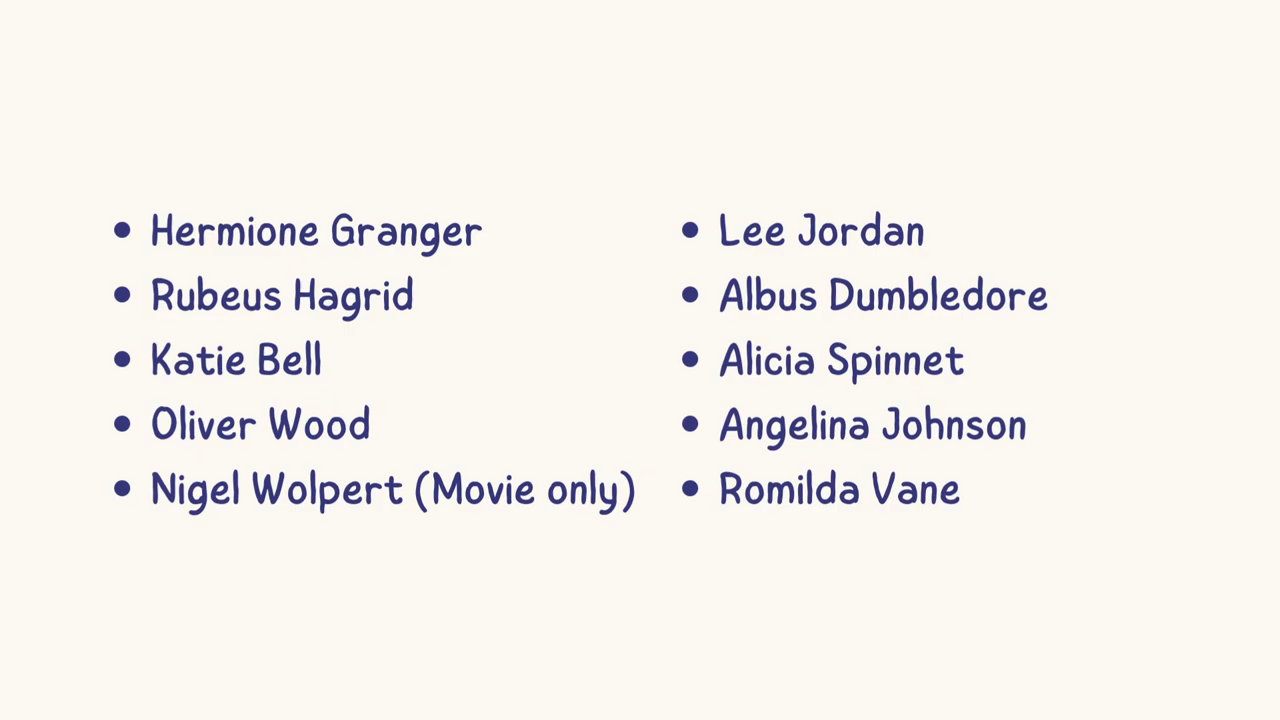 • Hermione Granger
• Rubeus Hagrid
• Katie Bell
• Oliver Wood
• Nigel Wolpert (Movie only)
• Lee Jordan
• Albus Dumbledore
• Alicia Spinnet
• Angelina Johnson
• Romilda Vane